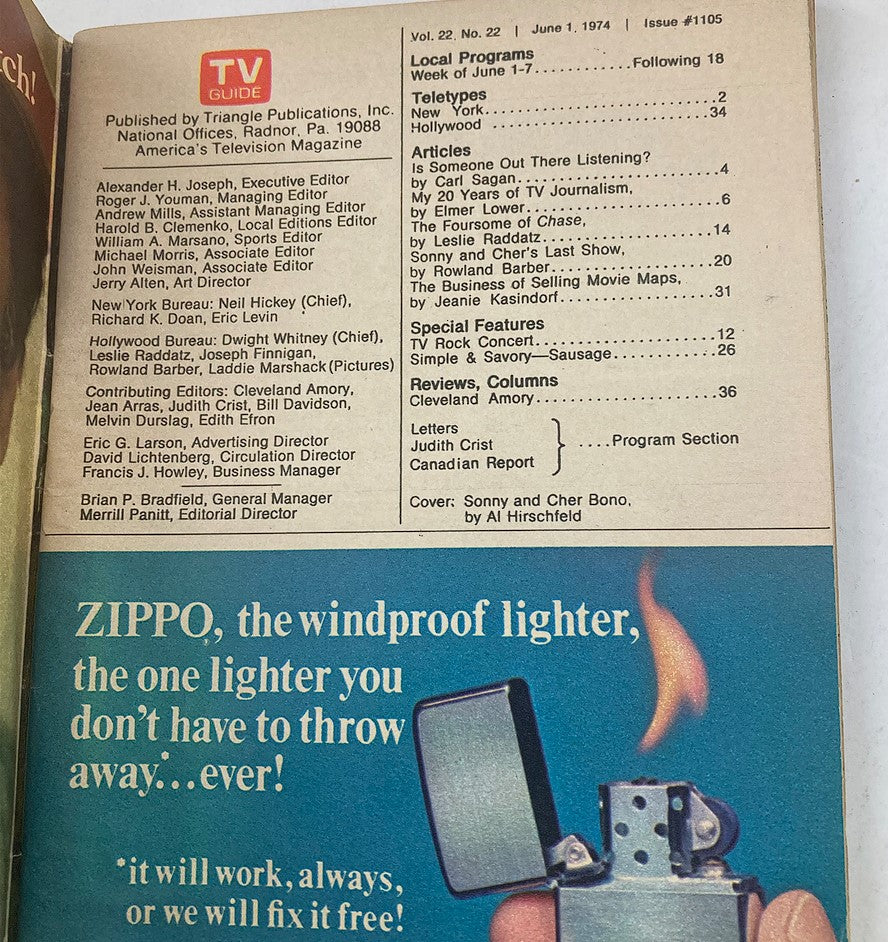 ch!
TV
GUIDE
Published by Triangle Publications, Inc.
National Offices, Radnor, Pa. 19088
America's Television Magazine
Alexander H. Joseph, Executive Editor
Roger J. Youman, Managing Editor
Andrew Mills, Assistant Managing Editor
Harold B. Clemenko, Local Editions Editor
William A. Marsano, Sports Editor
Michael Morris, Associate Editor
John Weisman, Associate Editor
Jerry Alten, Art Director
New York Bureau: Neil Hickey (Chief),
Richard K. Doan, Eric Levin
Hollywood Bureau: Dwight Whitney (Chief),
Leslie Raddatz, Joseph Finnigan,
Rowland Barber, Laddie Marshack (Pictures)
Contributing Editors: Cleveland Amory,
Jean Arras, Judith Crist, Bill Davidson,
Melvin Durslag, Edith Efron
Eric G. Larson, Advertising Director
David Lichtenberg, Circulation Director
Francis J. Howley, Business Manager
Brian P. Bradfield, General Manager
Merrill Panitt, Editorial Director
Vol. 22, No. 22 | June 1, 1974 | Issue #1105
Local Programs
Week of June 1-7............Following 18
Teletypes
New York............................2
Hollywood ..........................34
Articles
Is Someone Out There Listening?
by Carl Sagan........................4
My 20 Years of TV Journalism,
by Elmer Lower.......................6
The Foursome of Chase,
by Leslie Raddatz....................14
Sonny and Cher's Last Show,
by Rowland Barber....................20
The Business of Selling Movie Maps,
by Jeanie Kasindorf..................31
Special Features
TV Rock Concert......................12
Simple & Savory—Sausage............26
Reviews, Columns
Cleveland Amory......................36
Letters
Judith Crist
Canadian Report
....Program Section
Cover: Sonny and Cher Bono,
by Al Hirschfeld
ZIPPO, the windproof lighter,
the one lighter you
don't have to throw
away*...ever!
*it will work, always,
or we will fix it free!